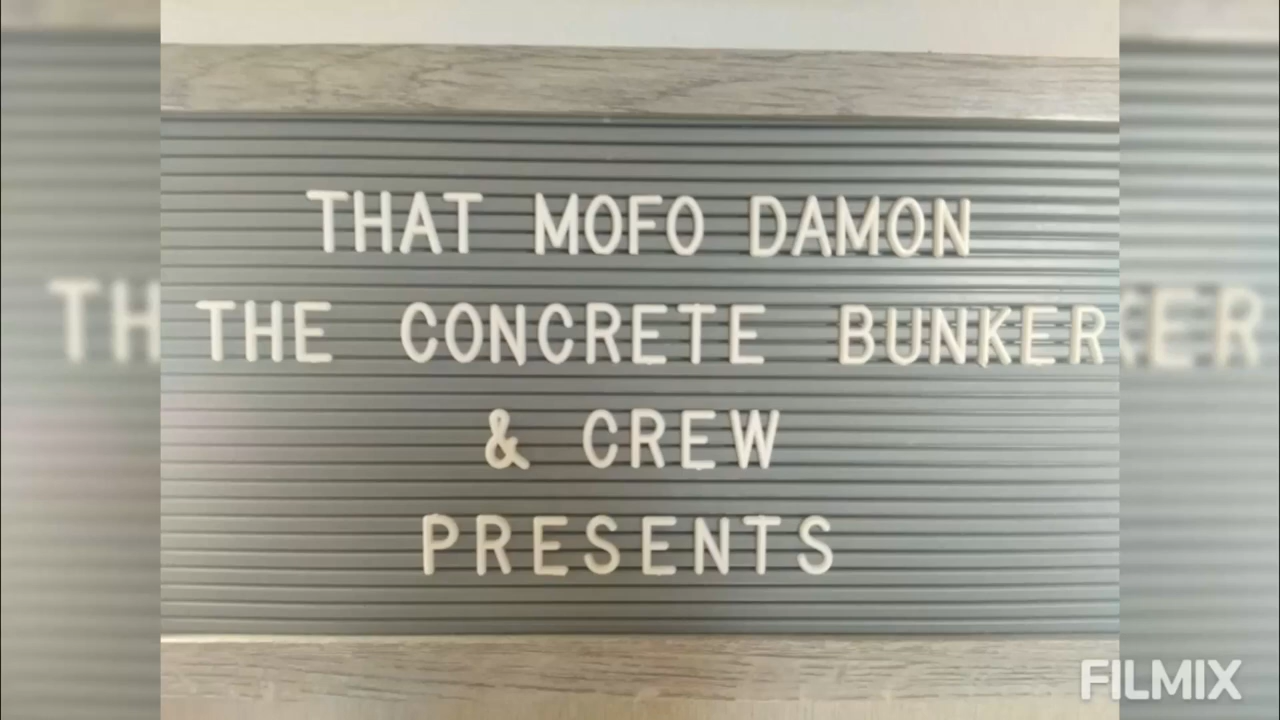 THAT MOFO DAMON
THE CONCRETE BUNKER
& CREW
PRESENTS
FILMIX